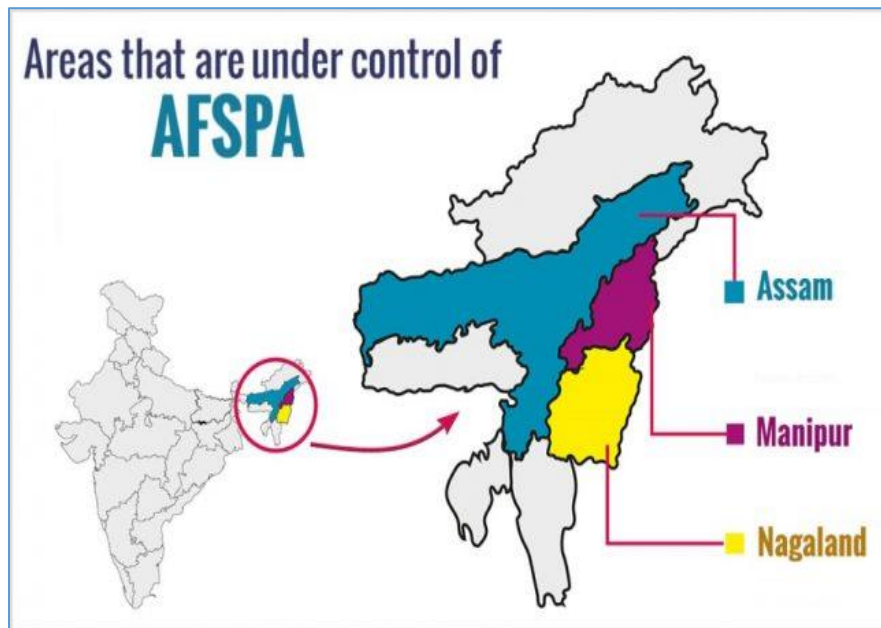 Areas that are under control of
AFSPA
Assam
Manipur
Nagaland